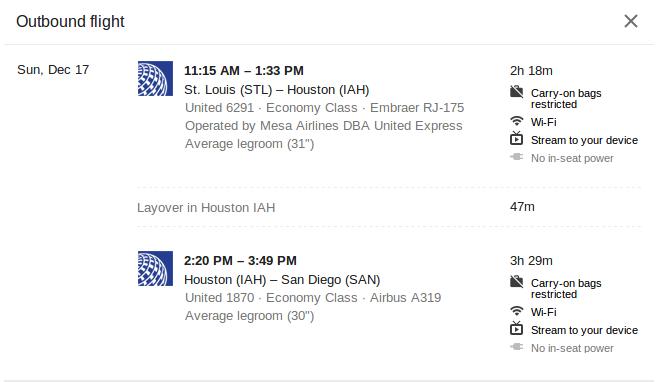 Outbound flight
Sun, Dec 17
11:15 AM – 1:33 PM
2h 18m
St. Louis (STL) – Houston (IAH)
Carry-on bags
restricted
United 6291 · Economy Class · Embraer RJ-175
Wi-Fi
Operated by Mesa Airlines DBA United Express
Stream to your device
Average legroom (31")
No in-seat power
Layover in Houston IAH
47m
2:20 PM – 3:49 PM
3h 29m
Houston (IAH) – San Diego (SAN)
Carry-on bags
restricted
United 1870 · Economy Class · Airbus A319
Wi-Fi
Average legroom (30")
Stream to your device
No in-seat power